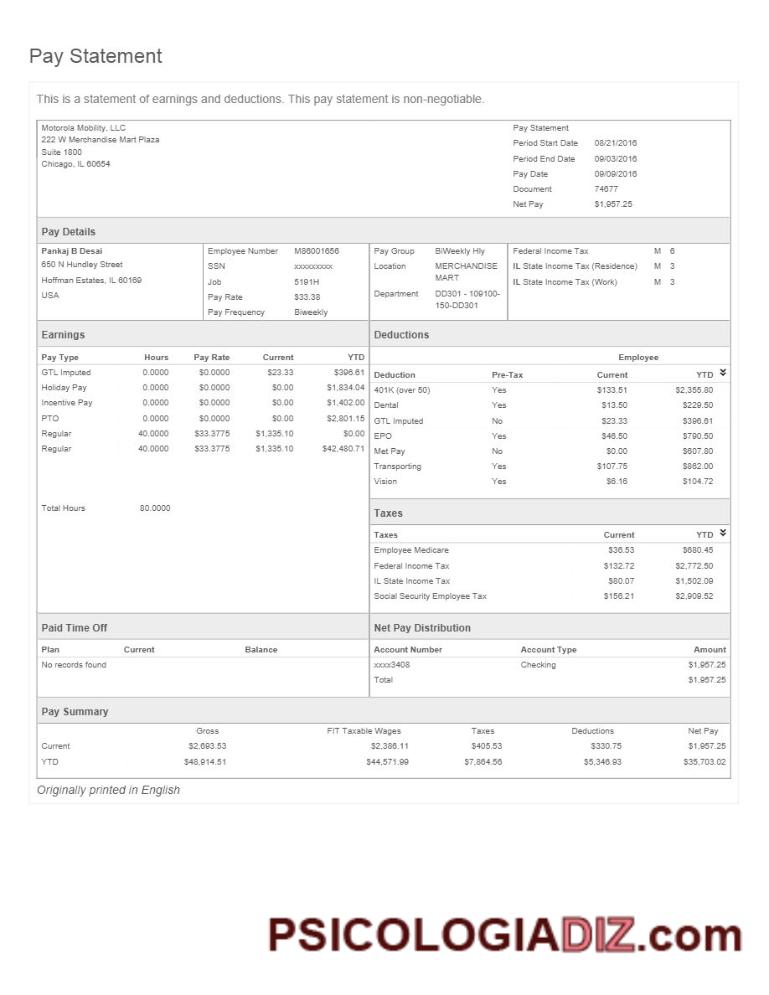 Pay Statement
This is a statement of earnings and deductions. This pay statement is non-negotiable.
Motorola Mobility, LLC
222 W Merchandise Mart Plaza
Suite 1800
Chicago, IL 60654
Pay Statement
Period Start Date 08/21/2016
Period End Date 09/03/2016
Pay Date 09/09/2016
Document 74677
Net Pay $1,957.25
Pay Details
Pankaj B Desai
650 N Hundley Street
Hoffman Estates, IL 60169
USA
Employee Number M86001656
SSN xxxxxxxxx
Job 5191H
Pay Rate $33.38
Pay Frequency Biweekly
Pay Group BiWeekly Hly
Location MERCHANDISE
MART
Department DD301 - 109100-
150-DD301
Federal Income Tax M 6
IL State Income Tax (Residence) M 3
IL State Income Tax (Work) M 3
Earnings
Pay Type Hours Pay Rate Current YTD
GTL Imputed 0.0000 $0.0000 $23.33 $396.61
Holiday Pay 0.0000 $0.0000 $0.00 $1,834.04
Incentive Pay 0.0000 $0.0000 $0.00 $1,402.00
PTO 0.0000 $0.0000 $0.00 $2,801.15
Regular 40.0000 $33.3775 $1,335.10 $0.00
Regular 40.0000 $33.3775 $1,335.10 $42,480.71
Total Hours 80.0000
Deductions
Employee
Deduction Pre-Tax Current YTD
401K (over 50) Yes $133.51 $2,355.80
Dental Yes $13.50 $229.50
GTL Imputed No $23.33 $396.61
EPO Yes $46.50 $790.50
Met Pay No $0.00 $607.80
Transporting Yes $107.75 $862.00
Vision Yes $6.16 $104.72
Taxes
Taxes Current YTD
Employee Medicare $36.53 $680.45
Federal Income Tax $132.72 $2,772.50
IL State Income Tax $80.07 $1,502.09
Social Security Employee Tax $156.21 $2,909.52
Paid Time Off
Plan Current Balance
No records found
Net Pay Distribution
Account Number Account Type Amount
xxxx3408 Checking $1,957.25
Total $1,957.25
Pay Summary
Gross FIT Taxable Wages Taxes Deductions Net Pay
Current $2,693.53 $2,386.11 $405.53 $330.75 $1,957.25
YTD $48,914.51 $44,571.99 $7,864.56 $5,346.93 $35,703.02
Originally printed in English
PSICOLOGIADIZ.com